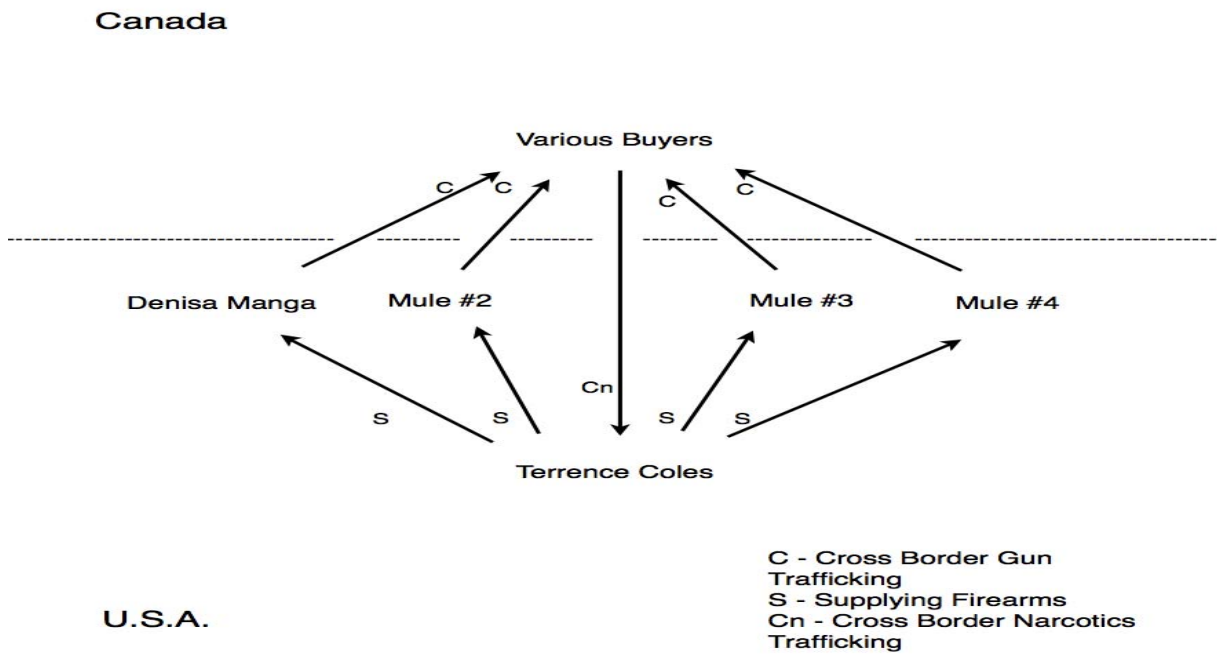 Canada
Various Buyers
C
C
C
C
Denisa Manga
Mule #2
Mule #3
Mule #4
Cn
S
S
S
S
Terrence Coles
C - Cross Border Gun
Trafficking
S - Supplying Firearms
Cn - Cross Border Narcotics
Trafficking
U.S.A.